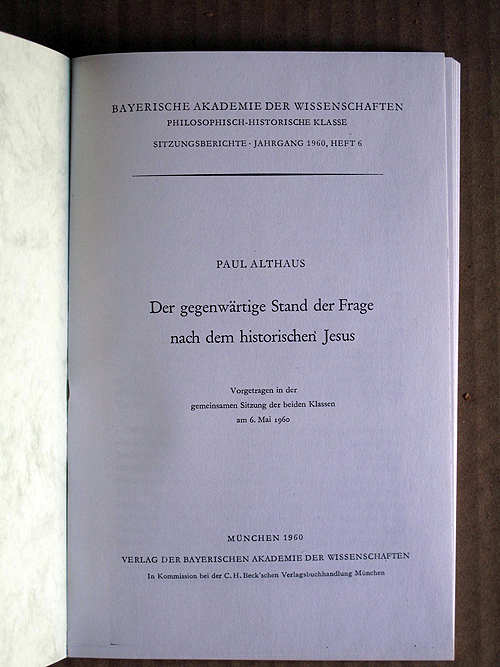 BAYERISCHE AKADEMIE DER WISSENSCHAFTEN
PHILOSOPHISCH-HISTORISCHE KLASSE
SITZUNGSBERICHTE · JAHRGANG 1960, HEFT 6
PAUL ALTHAUS
Der gegenwärtige Stand der Frage
nach dem historischen Jesus
Vorgetragen in der
gemeinsamen Sitzung der beiden Klassen
am 6. Mai 1960
MÜNCHEN 1960
VERLAG DER BAYERISCHEN AKADEMIE DER WISSENSCHAFTEN
In Kommission bei der C. H. Beck'schen Verlagsbuchhandlung München